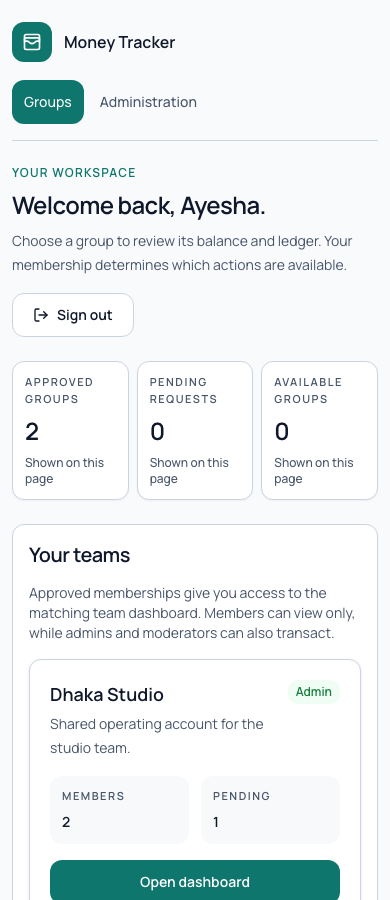 Money Tracker
Groups
Administration
YOUR WORKSPACE
Welcome back, Ayesha.
Choose a group to review its balance and ledger. Your
membership determines which actions are available.
Sign out
APPROVED
GROUPS
2
Shown on this
page
PENDING
REQUESTS
0
Shown on this
page
AVAILABLE
GROUPS
0
Shown on this
page
Your teams
Approved memberships give you access to the
matching team dashboard. Members can view only,
while admins and moderators can also transact.
Dhaka Studio
Admin
Shared operating account for the
studio team.
MEMBERS
2
PENDING
1
Open dashboard